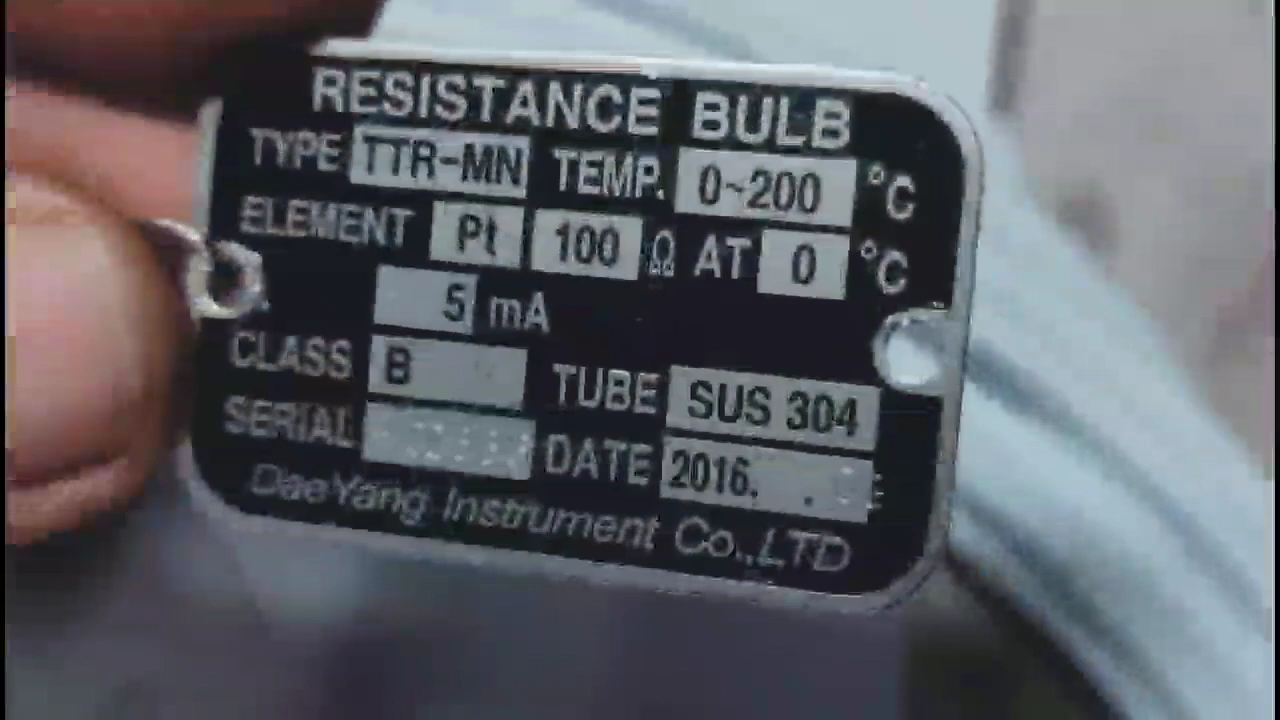 RESISTANCE BULB
TYPE TTR-MN TEMP. 0~200 °C
ELEMENT Pt 100 Ω AT 0 °C
5 mA
CLASS B TUBE SUS 304
SERIAL DATE 2016. .
DaeYang Instrument Co.,LTD